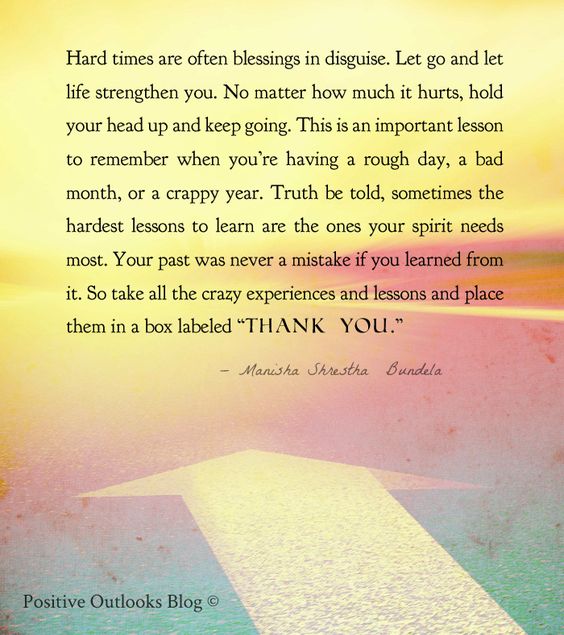 Hard times are often blessings in disguise. Let go and let
life strengthen you. No matter how much it hurts, hold
your head up and keep going. This is an important lesson
to remember when you're having a rough day, a bad
month, or a crappy year. Truth be told, sometimes the
hardest lessons to learn are the ones your spirit needs
most. Your past was never a mistake if you learned from
it. So take all the crazy experiences and lessons and place
them in a box labeled “THANK YOU.”
– Manisha Shrestha Bundela
Positive Outlooks Blog ©